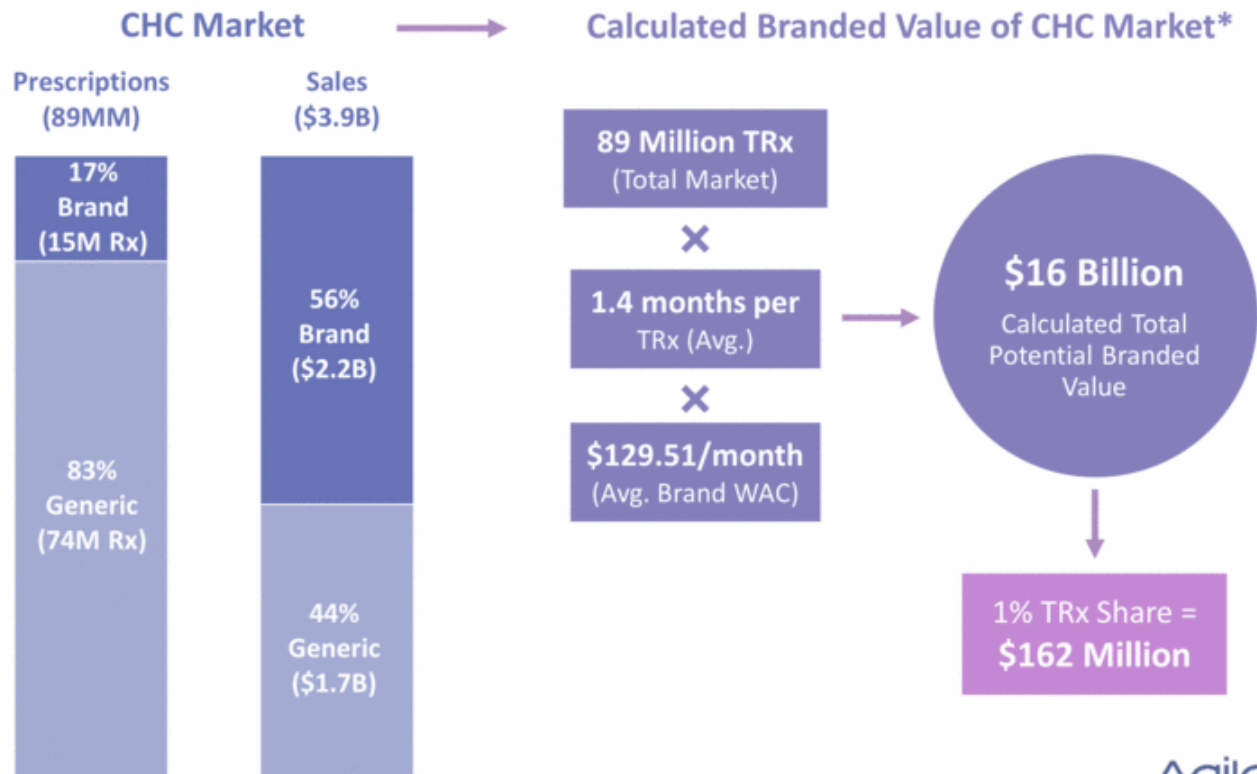 CHC Market
Calculated Branded Value of CHC Market*
Prescriptions
(89MM)
Sales
($3.9B)
17%
Brand
(15M Rx)
83%
Generic
(74M Rx)
56%
Brand
($2.2B)
44%
Generic
($1.7B)
89 Million TRx
(Total Market)
×
1.4 months per
TRx (Avg.)
×
$129.51/month
(Avg. Brand WAC)
$16 Billion
Calculated Total
Potential Branded
Value
1% TRx Share =
$162 Million